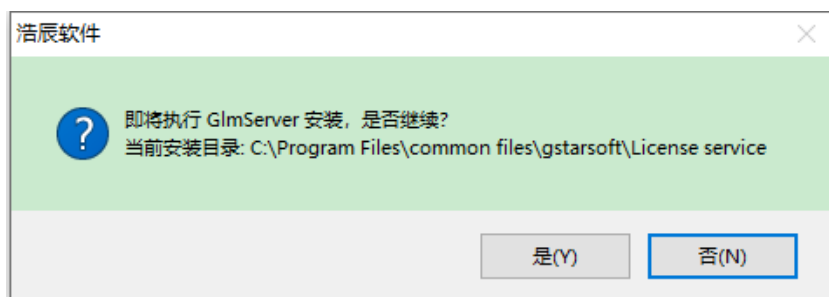 浩辰软件
即将执行 GlmServer 安装，是否继续？
当前安装目录: C:\Program Files\common files\gstarsoft\License service
是(Y)
否(N)